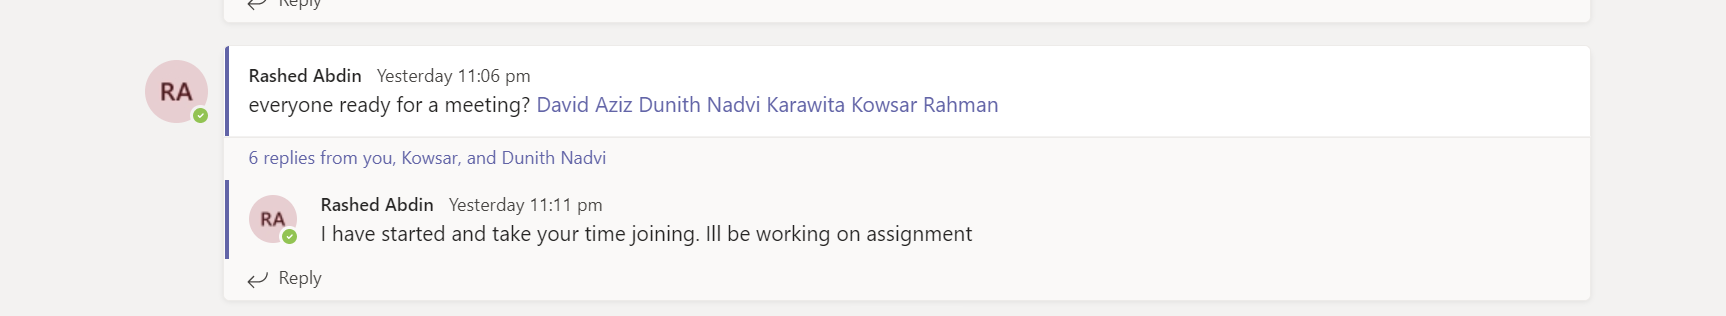 Reply
RA
Rashed Abdin Yesterday 11:06 pm
everyone ready for a meeting? David Aziz Dunith Nadvi Karawita Kowsar Rahman
6 replies from you, Kowsar, and Dunith Nadvi
RA
Rashed Abdin Yesterday 11:11 pm
I have started and take your time joining. Ill be working on assignment
Reply